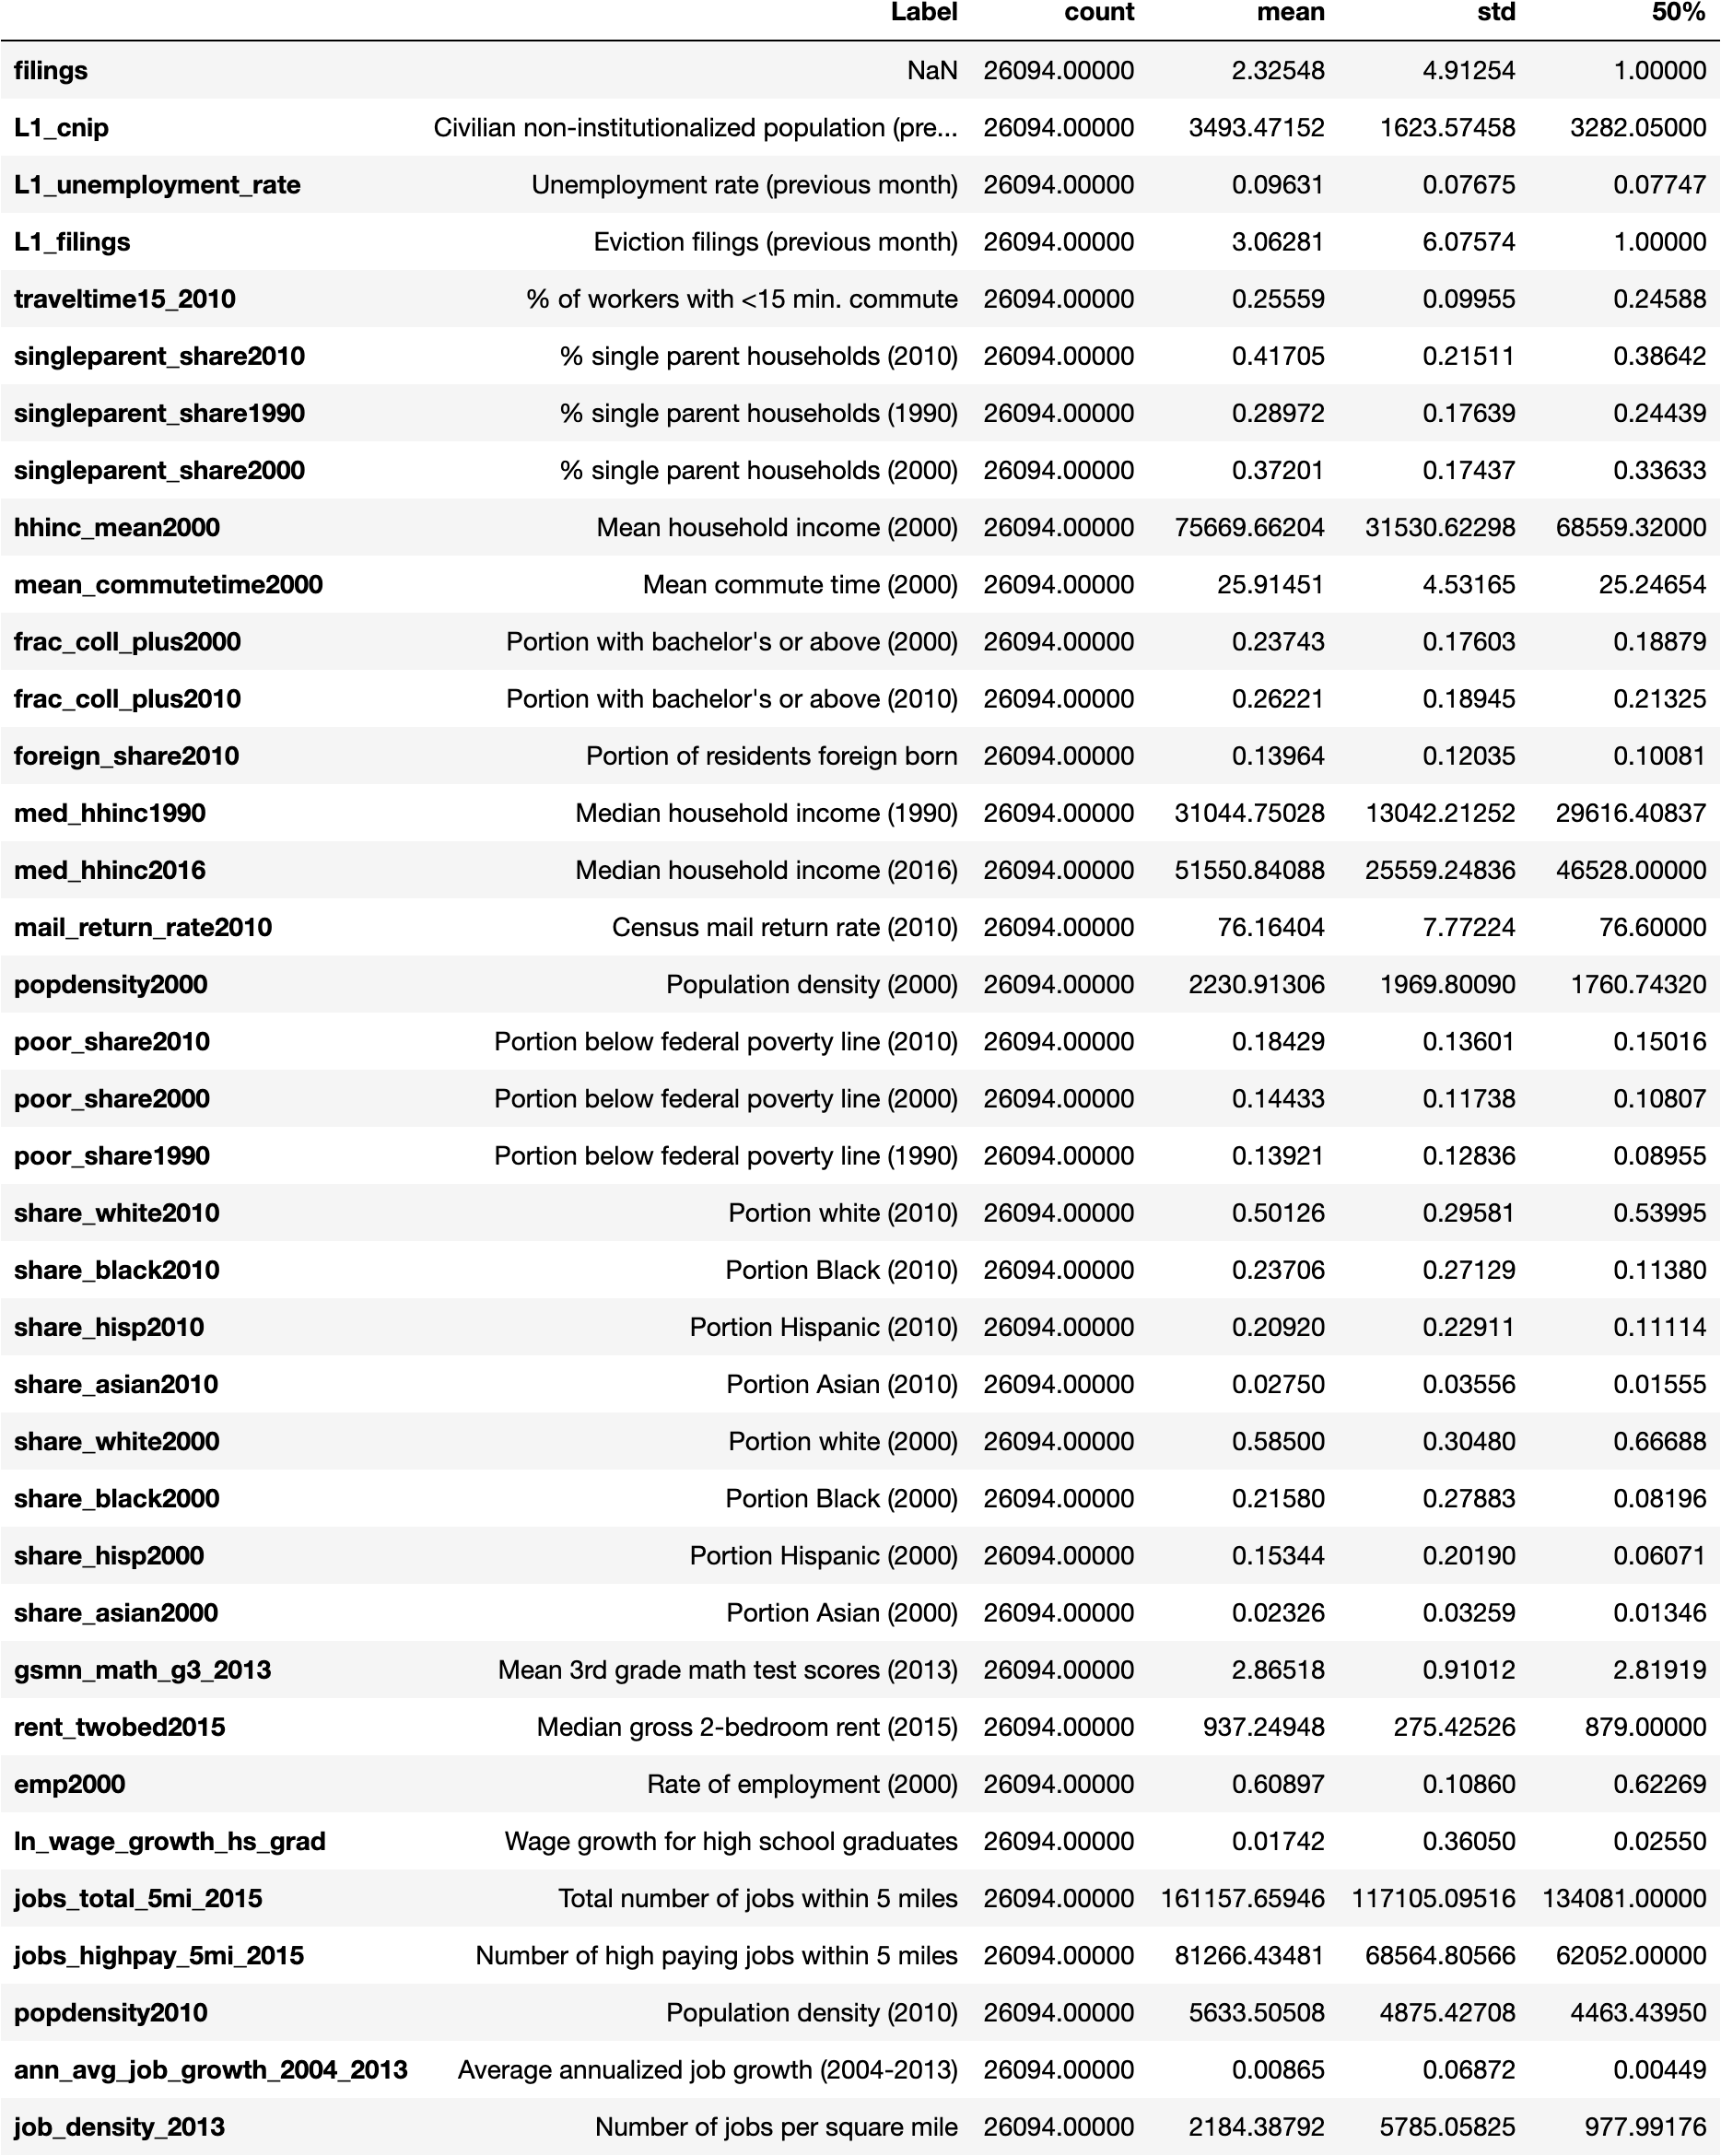 Label count mean std 50%
filings NaN 26094.00000 2.32548 4.91254 1.00000
L1_cnip Civilian non-institutionalized population (pre... 26094.00000 3493.47152 1623.57458 3282.05000
L1_unemployment_rate Unemployment rate (previous month) 26094.00000 0.09631 0.07675 0.07747
L1_filings Eviction filings (previous month) 26094.00000 3.06281 6.07574 1.00000
traveltime15_2010 % of workers with <15 min. commute 26094.00000 0.25559 0.09955 0.24588
singleparent_share2010 % single parent households (2010) 26094.00000 0.41705 0.21511 0.38642
singleparent_share1990 % single parent households (1990) 26094.00000 0.28972 0.17639 0.24439
singleparent_share2000 % single parent households (2000) 26094.00000 0.37201 0.17437 0.33633
hhinc_mean2000 Mean household income (2000) 26094.00000 75669.66204 31530.62298 68559.32000
mean_commutetime2000 Mean commute time (2000) 26094.00000 25.91451 4.53165 25.24654
frac_coll_plus2000 Portion with bachelor's or above (2000) 26094.00000 0.23743 0.17603 0.18879
frac_coll_plus2010 Portion with bachelor's or above (2010) 26094.00000 0.26221 0.18945 0.21325
foreign_share2010 Portion of residents foreign born 26094.00000 0.13964 0.12035 0.10081
med_hhinc1990 Median household income (1990) 26094.00000 31044.75028 13042.21252 29616.40837
med_hhinc2016 Median household income (2016) 26094.00000 51550.84088 25559.24836 46528.00000
mail_return_rate2010 Census mail return rate (2010) 26094.00000 76.16404 7.77224 76.60000
popdensity2000 Population density (2000) 26094.00000 2230.91306 1969.80090 1760.74320
poor_share2010 Portion below federal poverty line (2010) 26094.00000 0.18429 0.13601 0.15016
poor_share2000 Portion below federal poverty line (2000) 26094.00000 0.14433 0.11738 0.10807
poor_share1990 Portion below federal poverty line (1990) 26094.00000 0.13921 0.12836 0.08955
share_white2010 Portion white (2010) 26094.00000 0.50126 0.29581 0.53995
share_black2010 Portion Black (2010) 26094.00000 0.23706 0.27129 0.11380
share_hisp2010 Portion Hispanic (2010) 26094.00000 0.20920 0.22911 0.11114
share_asian2010 Portion Asian (2010) 26094.00000 0.02750 0.03556 0.01555
share_white2000 Portion white (2000) 26094.00000 0.58500 0.30480 0.66688
share_black2000 Portion Black (2000) 26094.00000 0.21580 0.27883 0.08196
share_hisp2000 Portion Hispanic (2000) 26094.00000 0.15344 0.20190 0.06071
share_asian2000 Portion Asian (2000) 26094.00000 0.02326 0.03259 0.01346
gsmn_math_g3_2013 Mean 3rd grade math test scores (2013) 26094.00000 2.86518 0.91012 2.81919
rent_twobed2015 Median gross 2-bedroom rent (2015) 26094.00000 937.24948 275.42526 879.00000
emp2000 Rate of employment (2000) 26094.00000 0.60897 0.10860 0.62269
ln_wage_growth_hs_grad Wage growth for high school graduates 26094.00000 0.01742 0.36050 0.02550
jobs_total_5mi_2015 Total number of jobs within 5 miles 26094.00000 161157.65946 117105.09516 134081.00000
jobs_highpay_5mi_2015 Number of high paying jobs within 5 miles 26094.00000 81266.43481 68564.80566 62052.00000
popdensity2010 Population density (2010) 26094.00000 5633.50508 4875.42708 4463.43950
ann_avg_job_growth_2004_2013 Average annualized job growth (2004-2013) 26094.00000 0.00865 0.06872 0.00449
job_density_2013 Number of jobs per square mile 26094.00000 2184.38792 5785.05825 977.99176